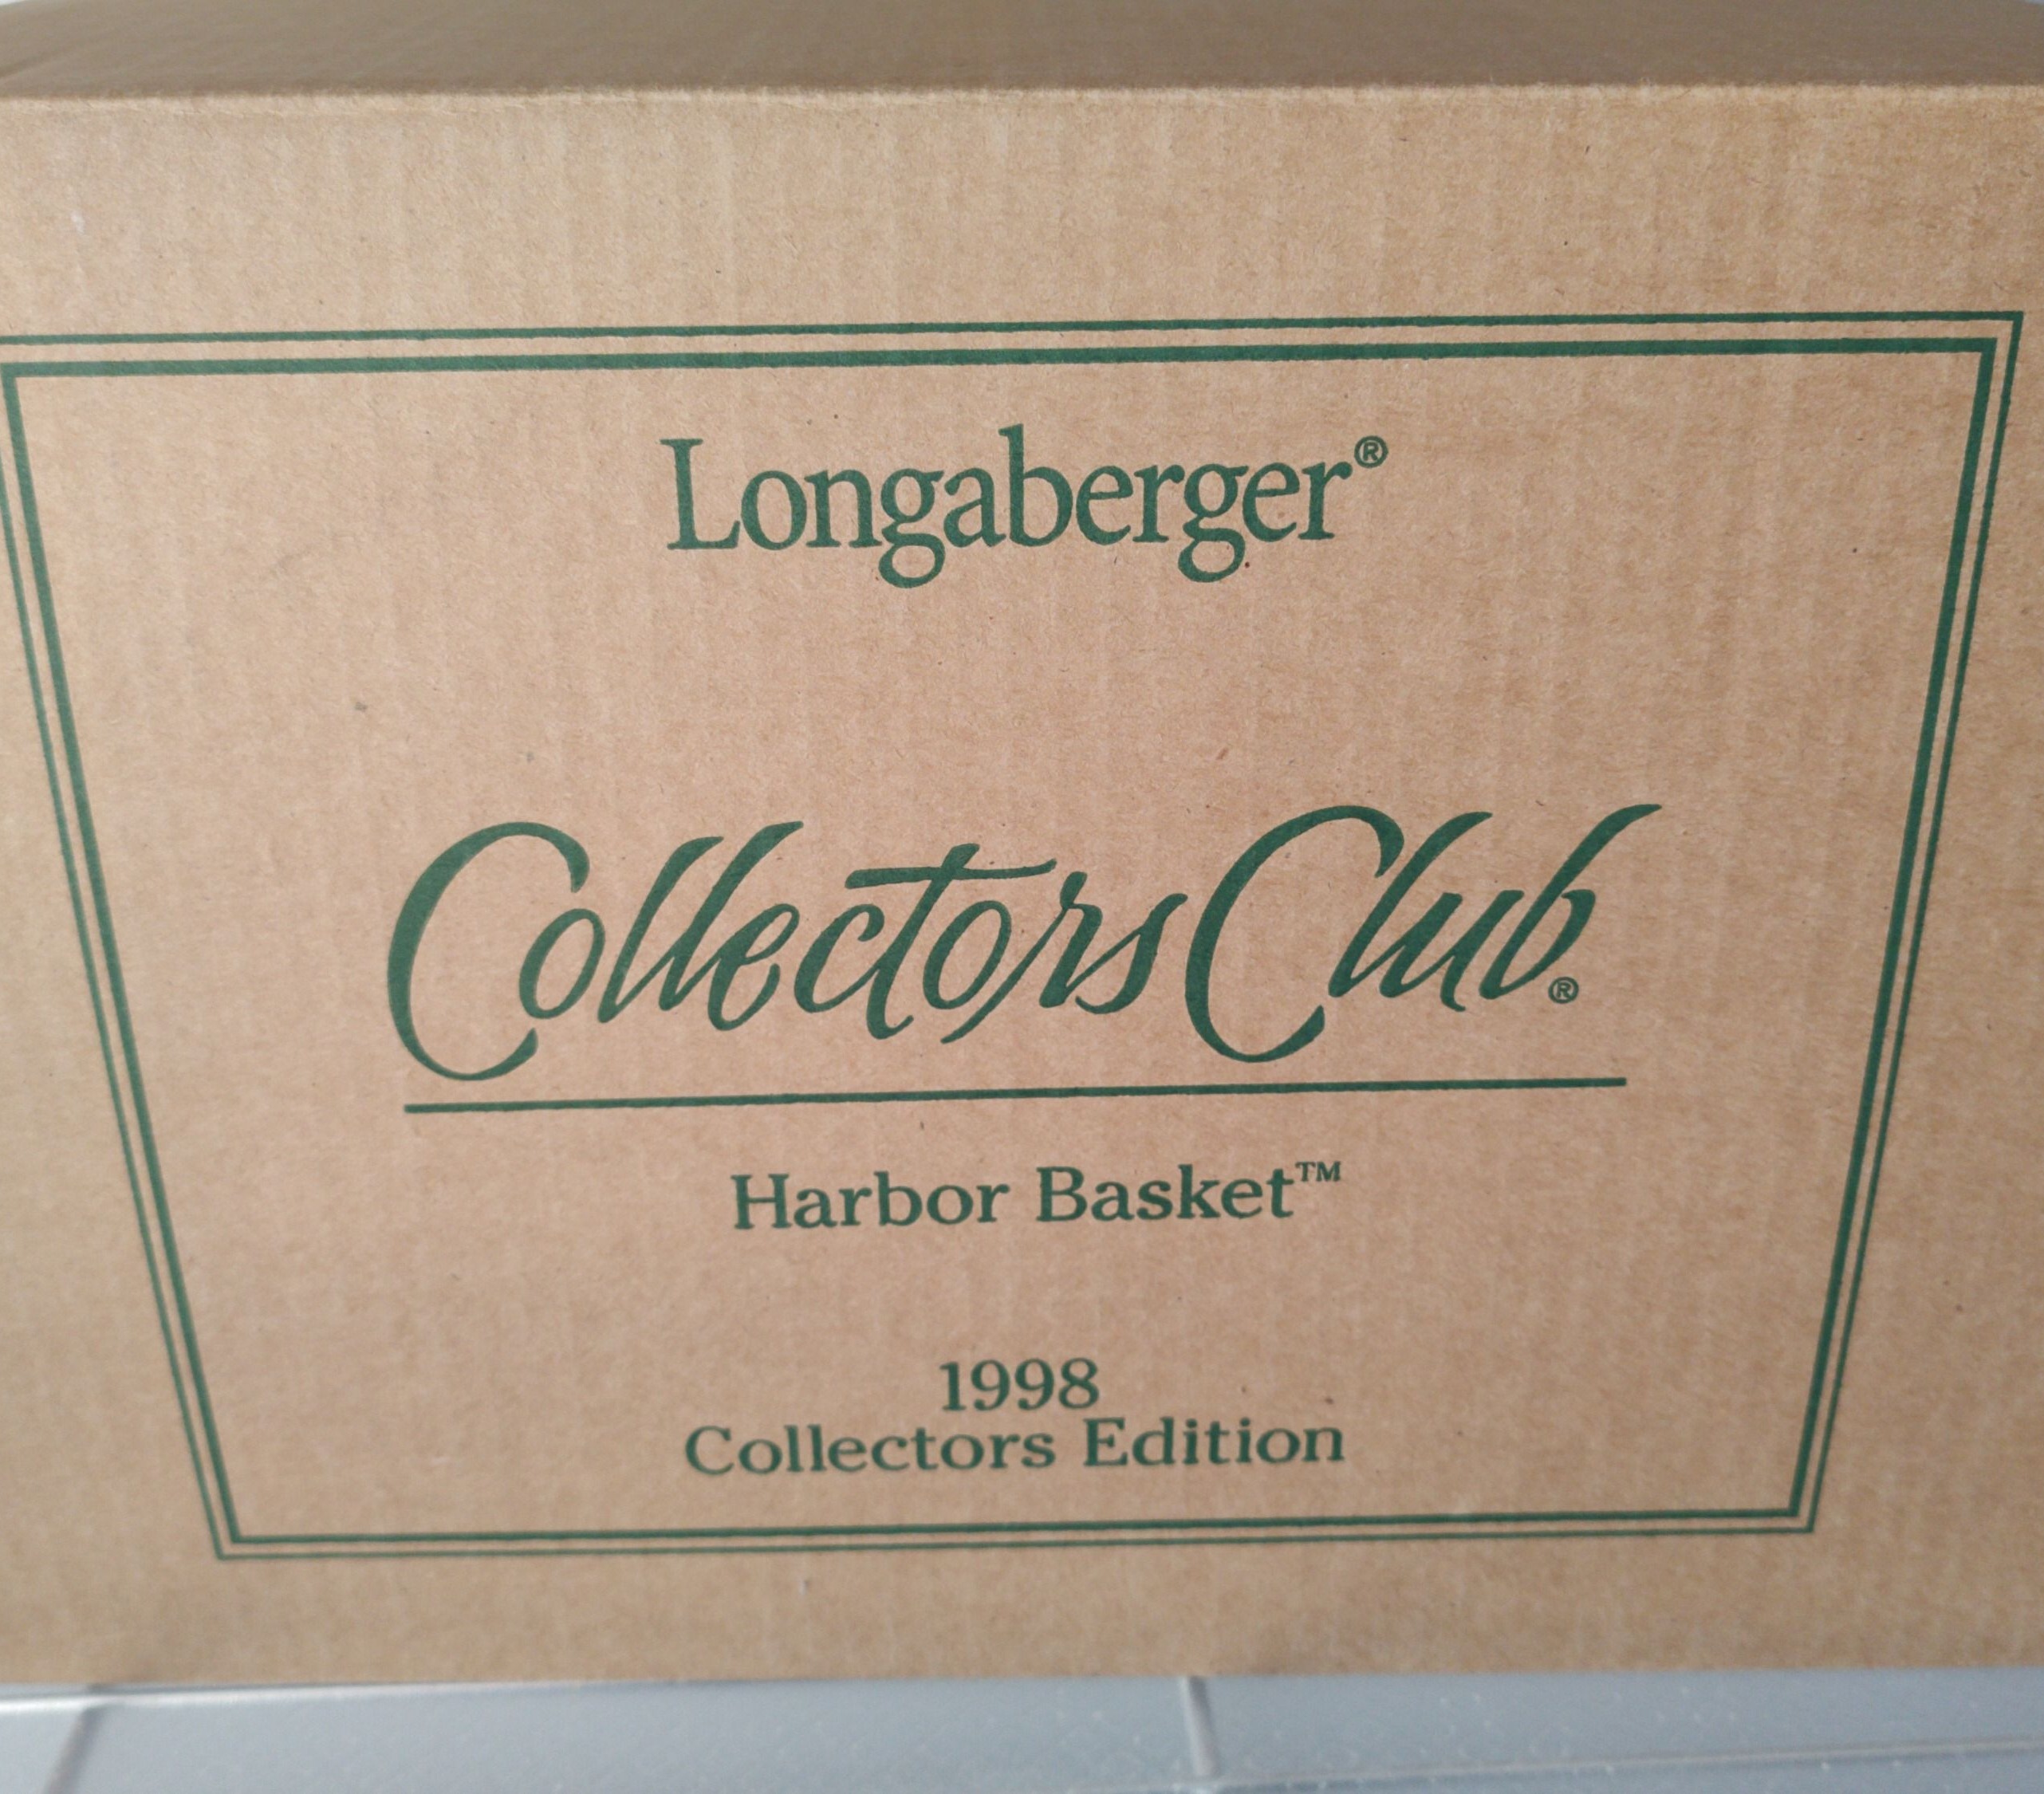 Longaberger®
Collectors Club®
Harbor Basket™
1998
Collectors Edition